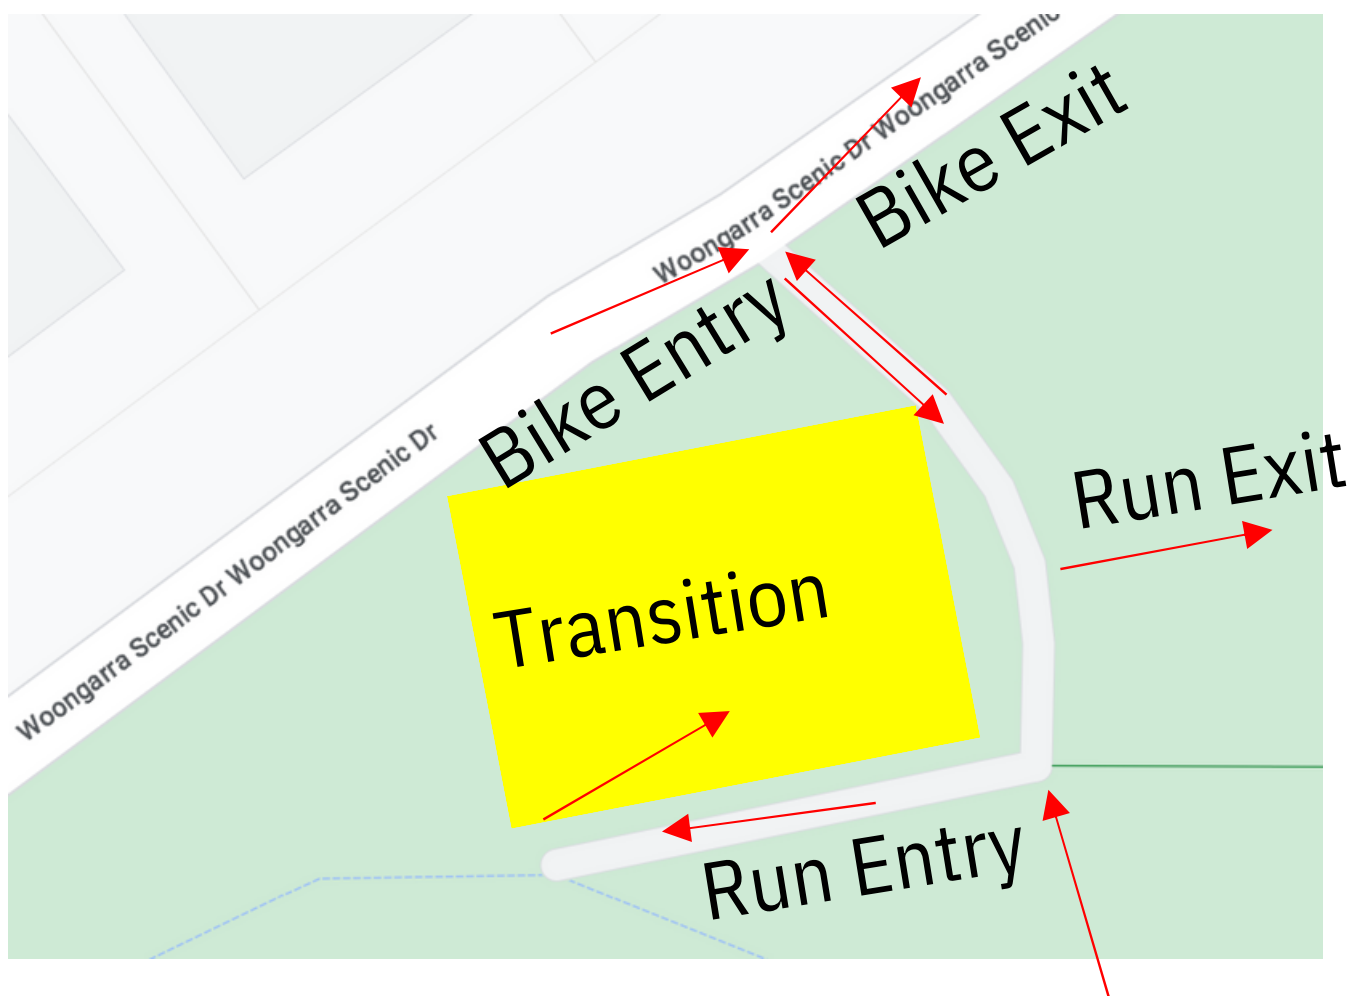 Woongarra Scenic Dr Woongarra Scenic
Bike Exit
Bike Entry
Woongarra Scenic Dr Woongarra Scenic Dr
Run Exit
Transition
Run Entry